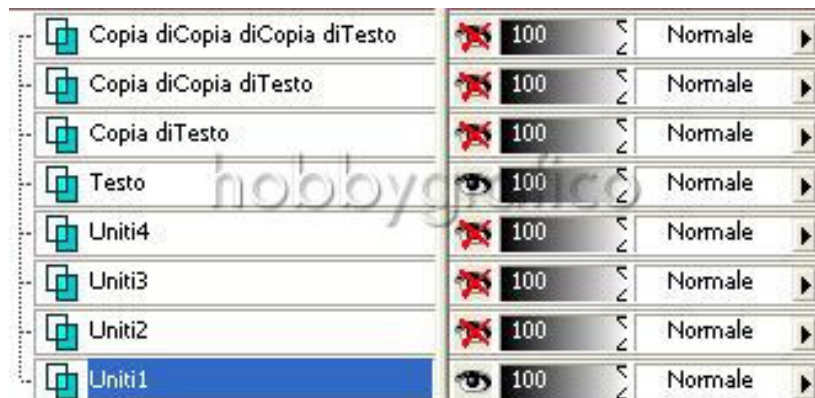 Copia diCopia diCopia diTesto 100 Normale
Copia diCopia diTesto 100 Normale
Copia diTesto 100 Normale
Testo 100 Normale
hobbygrafico
Uniti4 100 Normale
Uniti3 100 Normale
Uniti2 100 Normale
Uniti1 100 Normale